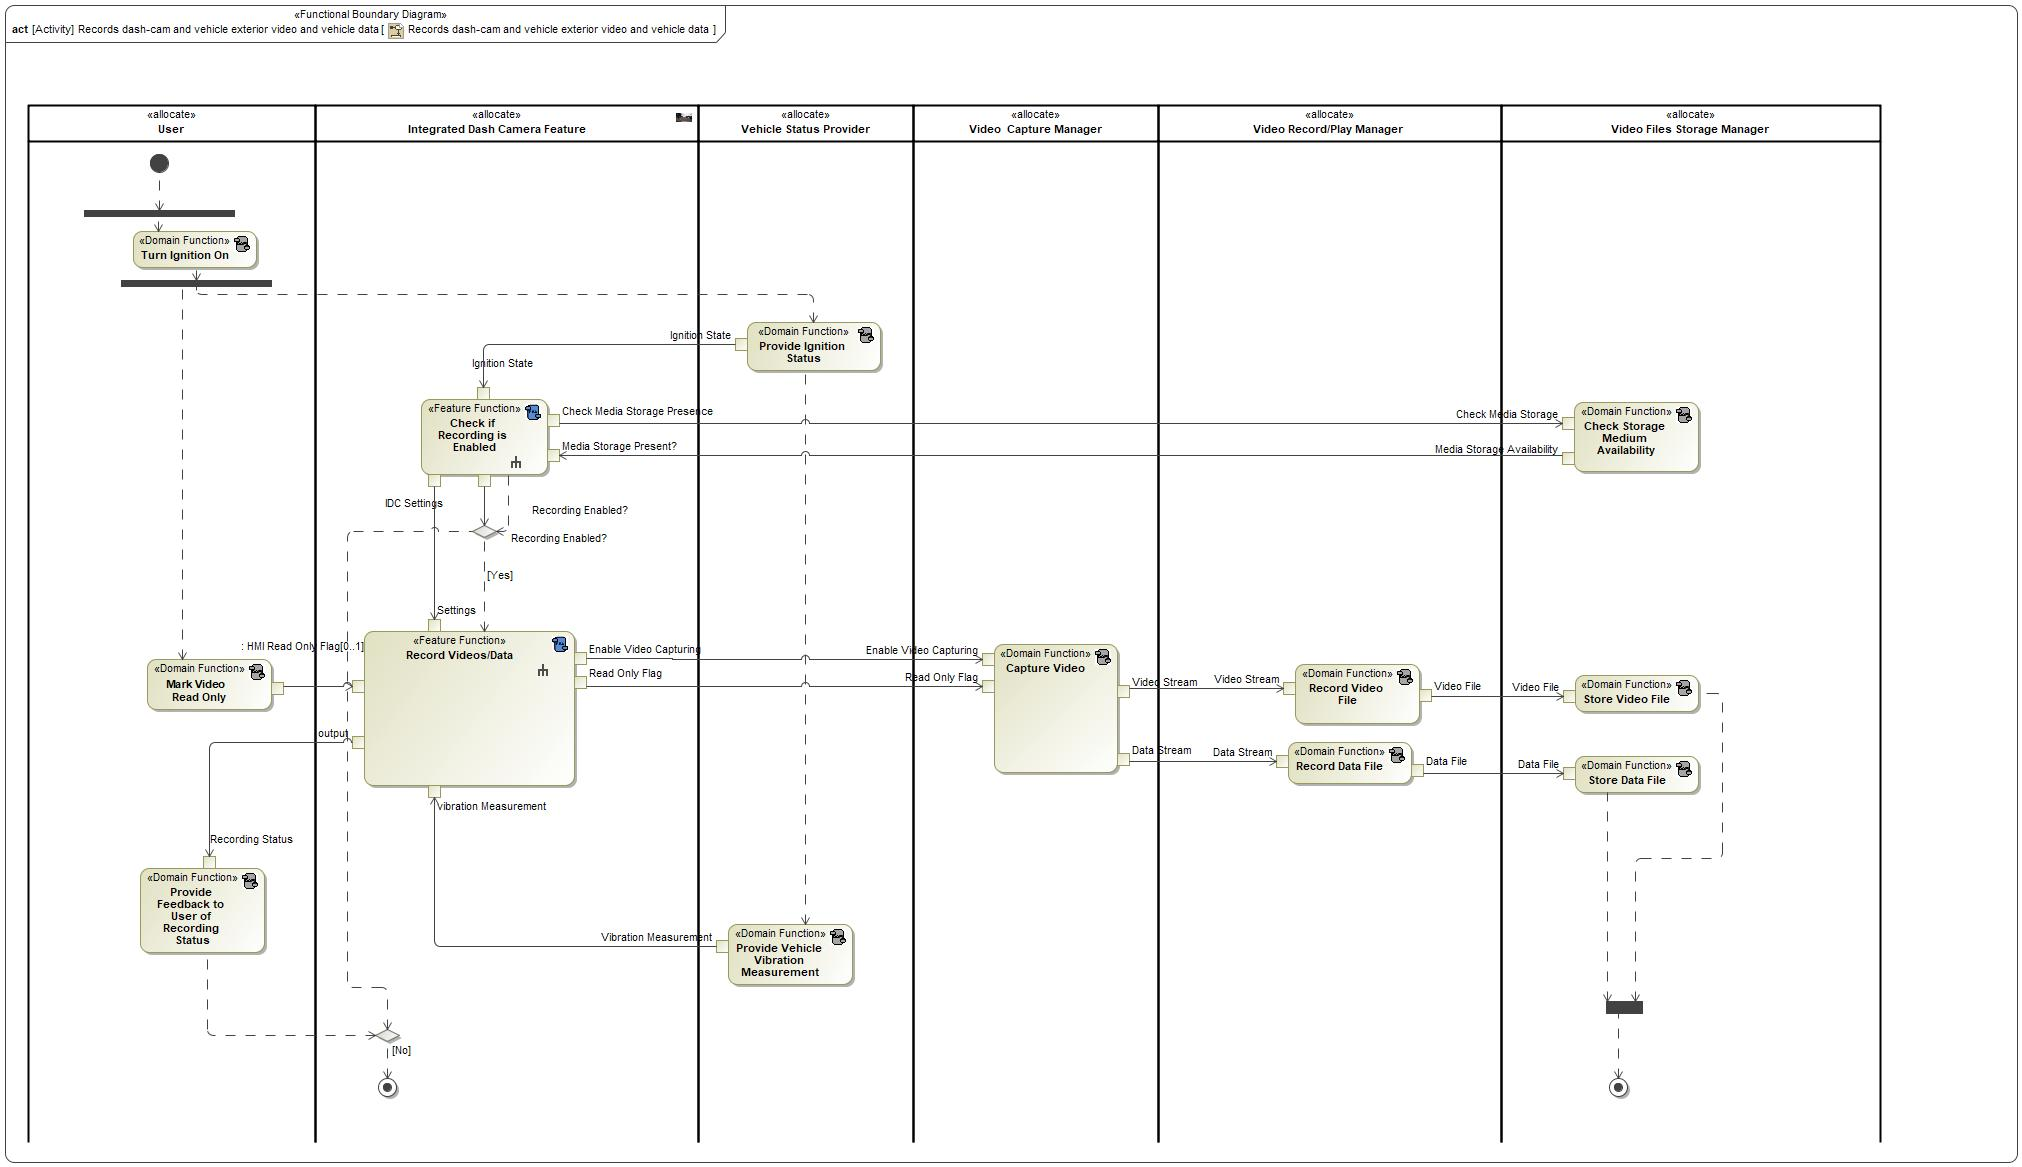 «Functional Boundary Diagram»
act [Activity] Records dash-cam and vehicle exterior video and vehicle data [ Records dash-cam and vehicle exterior video and vehicle data ]
«allocate»
User
«allocate»
Integrated Dash Camera Feature
«allocate»
Vehicle Status Provider
«allocate»
Video Capture Manager
«allocate»
Video Record/Play Manager
«allocate»
Video Files Storage Manager
«Domain Function»
Turn Ignition On
«Domain Function»
Provide Ignition
Status
Ignition State
Ignition State
«Feature Function»
Check if
Recording is
Enabled
Check Media Storage Presence
Media Storage Present?
Check Media Storage
Media Storage Availability
«Domain Function»
Check Storage
Medium
Availability
IDC Settings
Recording Enabled?
Recording Enabled?
[Yes]
Settings
: HMI Read Only Flag[0..1]
«Domain Function»
Mark Video
Read Only
«Feature Function»
Record Videos/Data
Enable Video Capturing
Read Only Flag
Enable Video Capturing
Read Only Flag
«Domain Function»
Capture Video
Video Stream
Video Stream
«Domain Function»
Record Video
File
Video File
Video File
«Domain Function»
Store Video File
output
Data Stream
Data Stream
«Domain Function»
Record Data File
Data File
Data File
«Domain Function»
Store Data File
Vibration Measurement
Recording Status
«Domain Function»
Provide
Feedback to
User of
Recording
Status
Vibration Measurement
«Domain Function»
Provide Vehicle
Vibration
Measurement
[No]